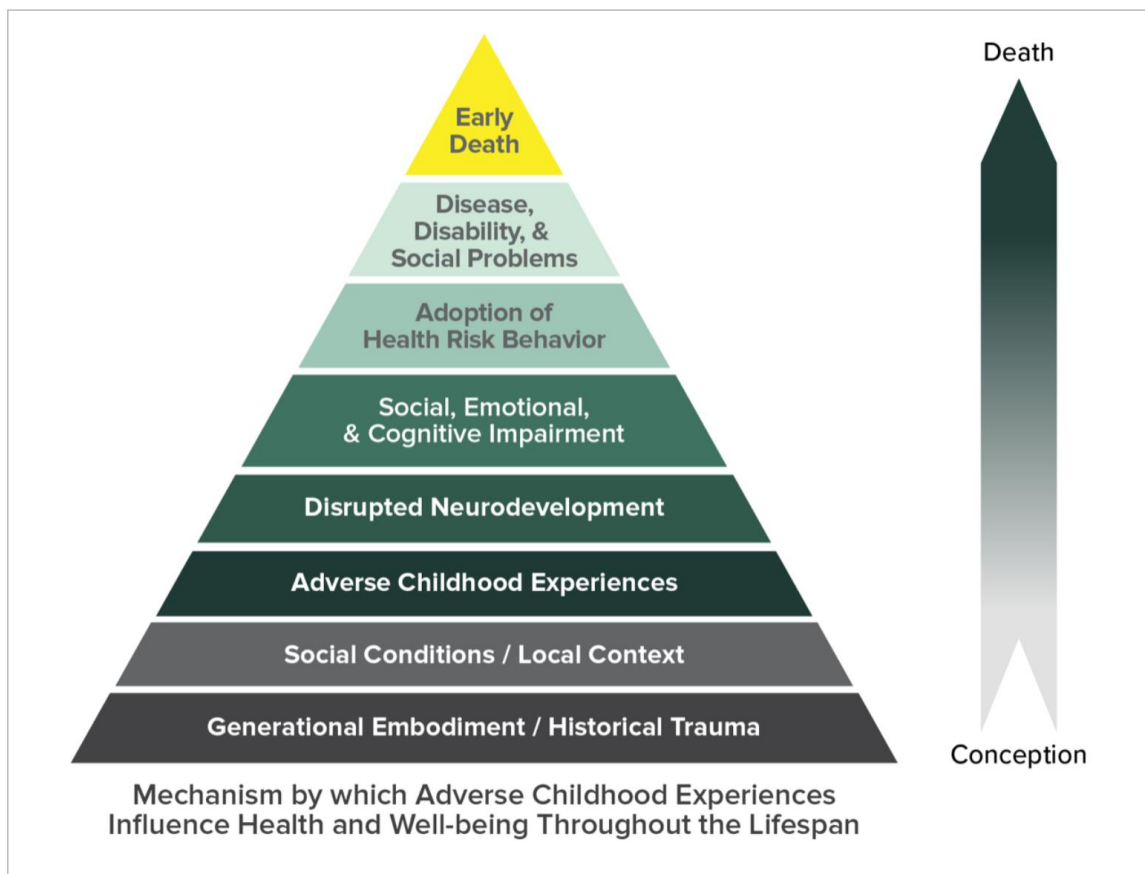 Death
Early
Death
Disease,
Disability, &
Social Problems
Adoption of
Health Risk Behavior
Social, Emotional,
& Cognitive Impairment
Disrupted Neurodevelopment
Adverse Childhood Experiences
Social Conditions / Local Context
Generational Embodiment / Historical Trauma
Conception
Mechanism by which Adverse Childhood Experiences
Influence Health and Well-being Throughout the Lifespan